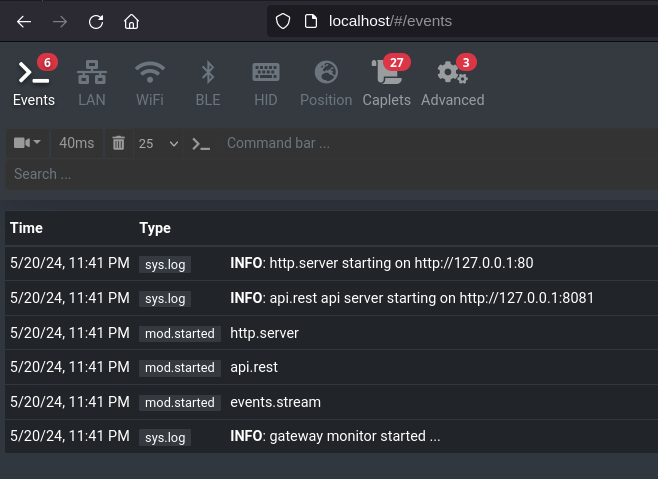 localhost/#/events
6 27 3
Events LAN WiFi BLE HID Position Caplets Advanced
40ms 25 Command bar ...
Search ...
Time Type
5/20/24, 11:41 PM sys.log INFO: http.server starting on http://127.0.0.1:80
5/20/24, 11:41 PM sys.log INFO: api.rest api server starting on http://127.0.0.1:8081
5/20/24, 11:41 PM mod.started http.server
5/20/24, 11:41 PM mod.started api.rest
5/20/24, 11:41 PM mod.started events.stream
5/20/24, 11:41 PM sys.log INFO: gateway monitor started ...